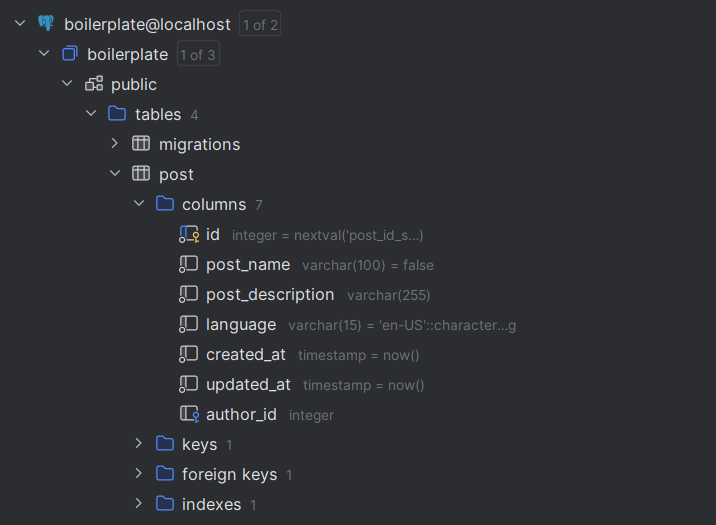 boilerplate@localhost 1 of 2
boilerplate 1 of 3
public
tables 4
migrations
post
columns 7
id integer = nextval('post_id_s...)
post_name varchar(100) = false
post_description varchar(255)
language varchar(15) = 'en-US'::character...g
created_at timestamp = now()
updated_at timestamp = now()
author_id integer
keys 1
foreign keys 1
indexes 1